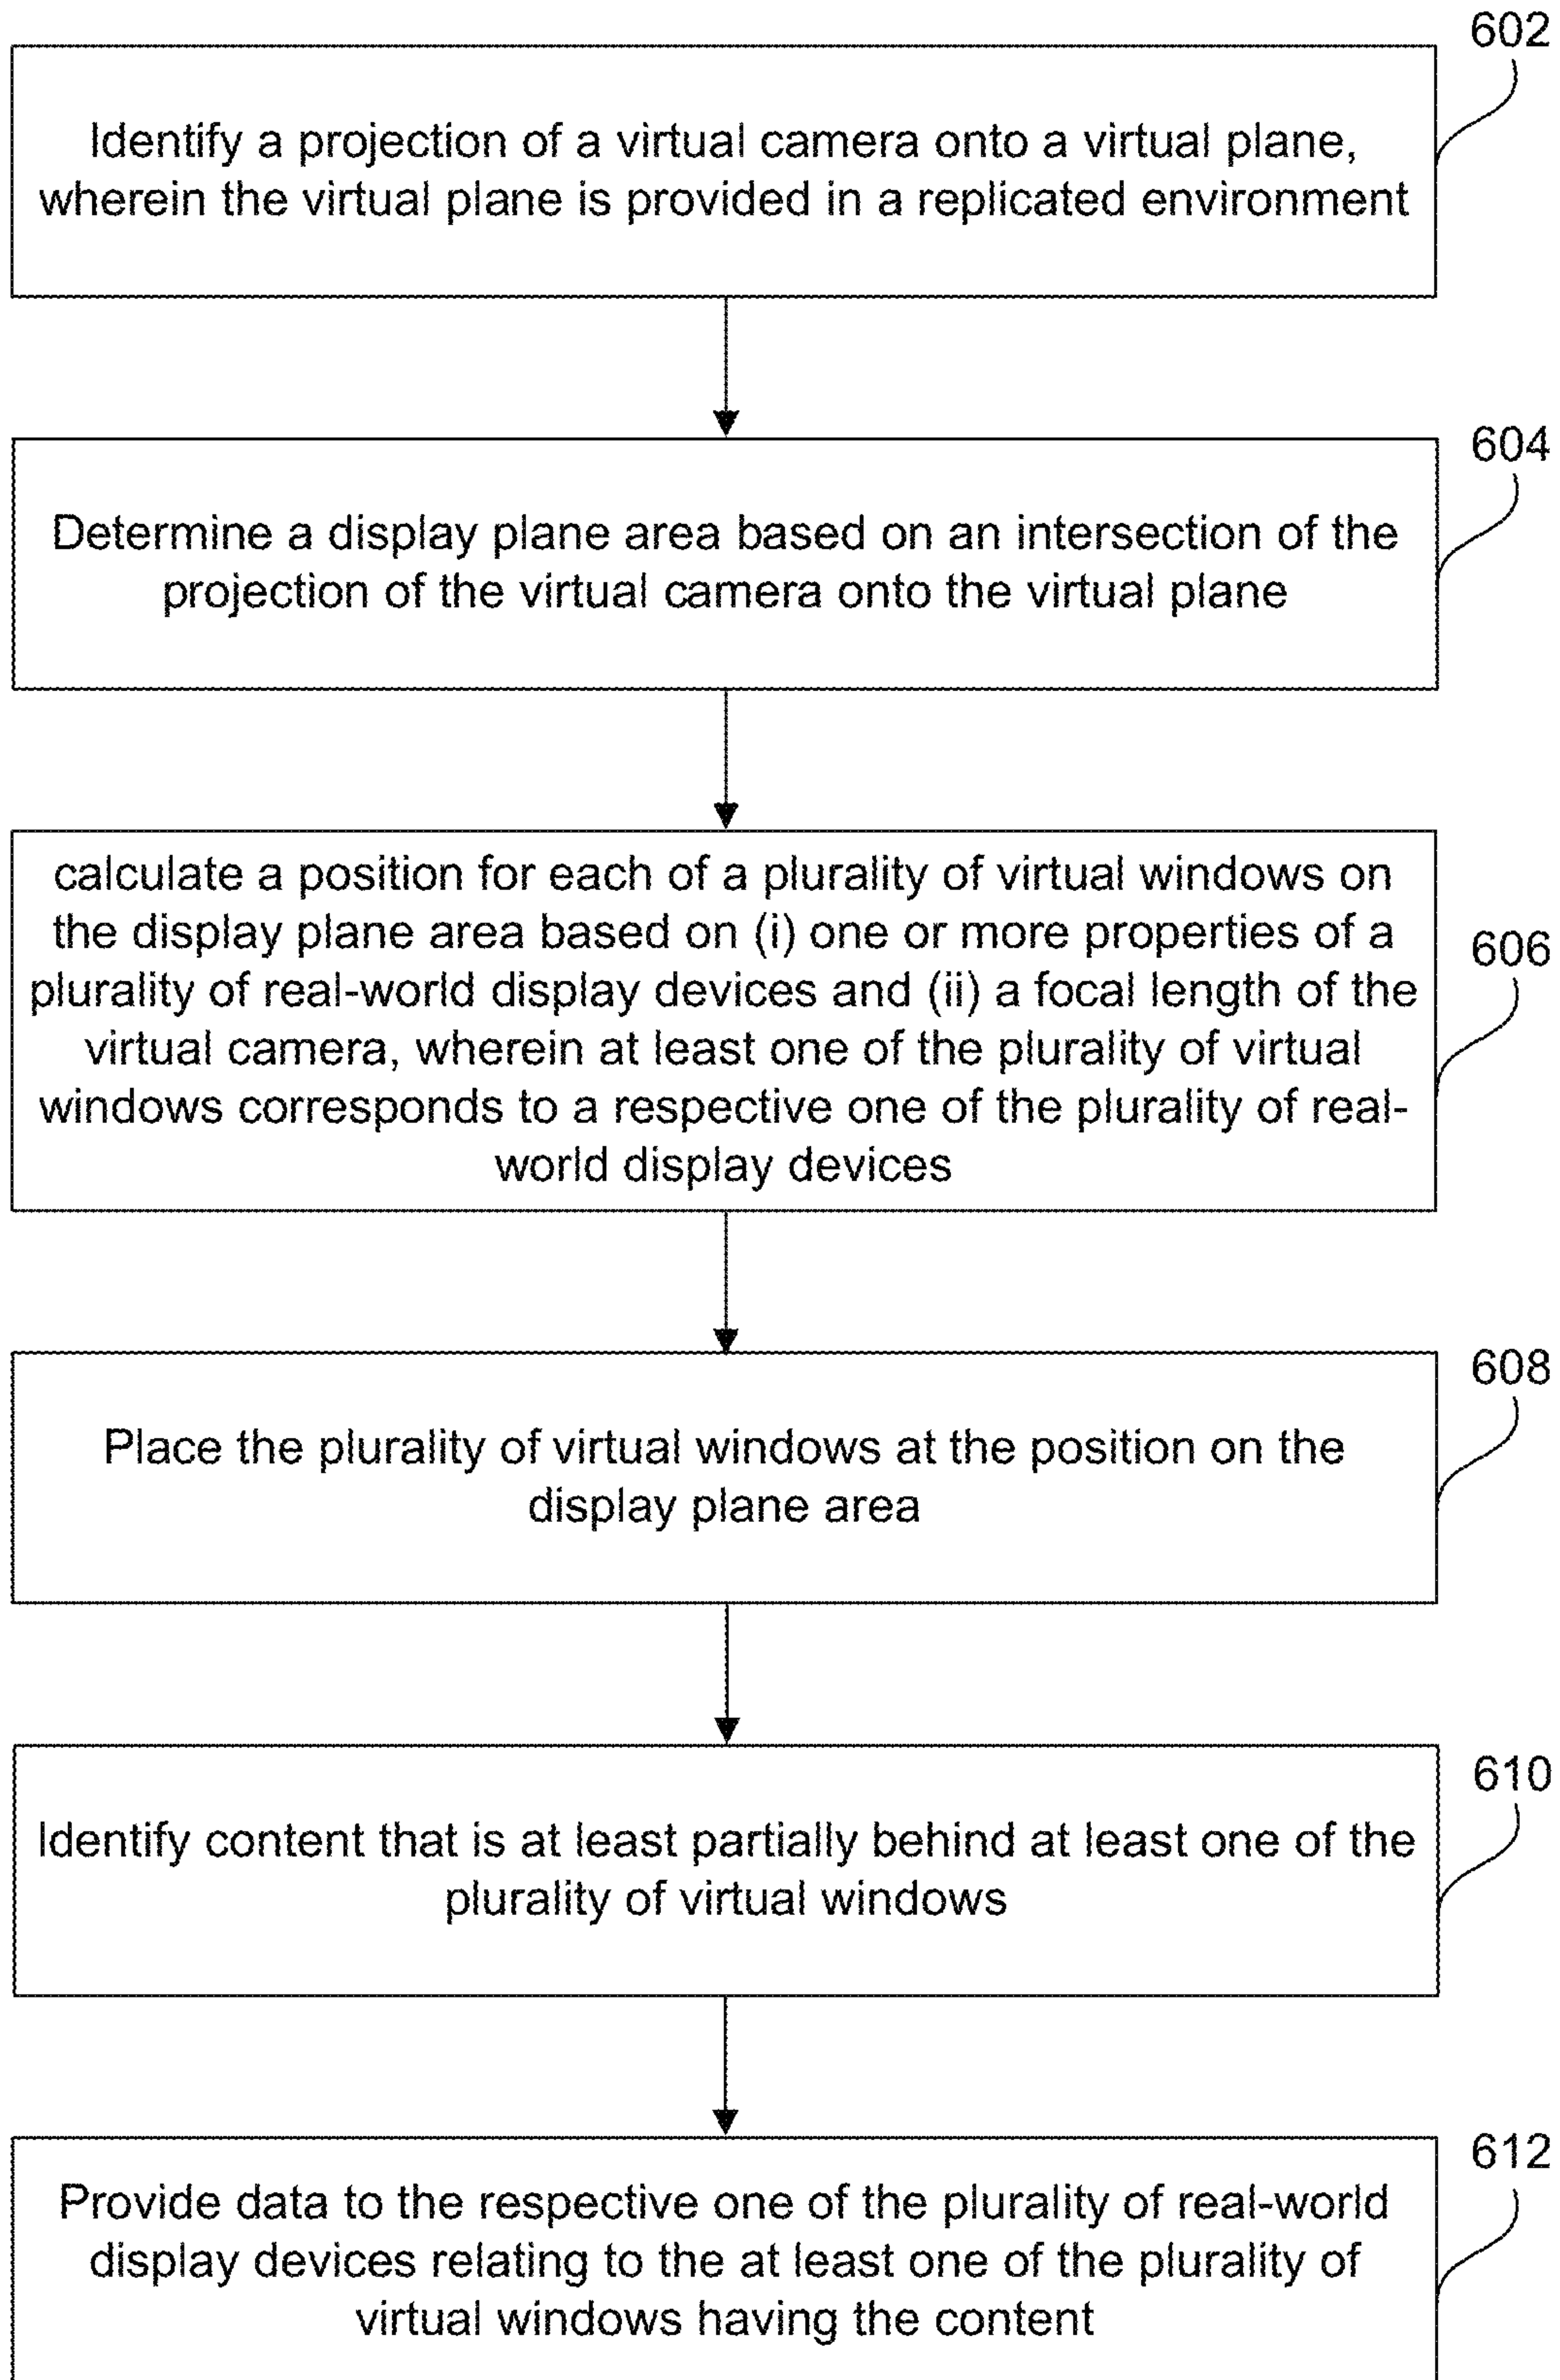 602
Identify a projection of a virtual camera onto a virtual plane,
wherein the virtual plane is provided in a replicated environment
604
Determine a display plane area based on an intersection of the
projection of the virtual camera onto the virtual plane
calculate a position for each of a plurality of virtual windows on
the display plane area based on (i) one or more properties of a
606
plurality of real-world display devices and (ii) a focal length of the
virtual camera, wherein at least one of the plurality of virtual
windows corresponds to a respective one of the plurality of real-
world display devices
608
Place the plurality of virtual windows at the position on the
display plane area
610
Identify content that is at least partially behind at least one of the
plurality of virtual windows
612
Provide data to the respective one of the plurality of real-world
display devices relating to the at least one of the plurality of
virtual windows having the content